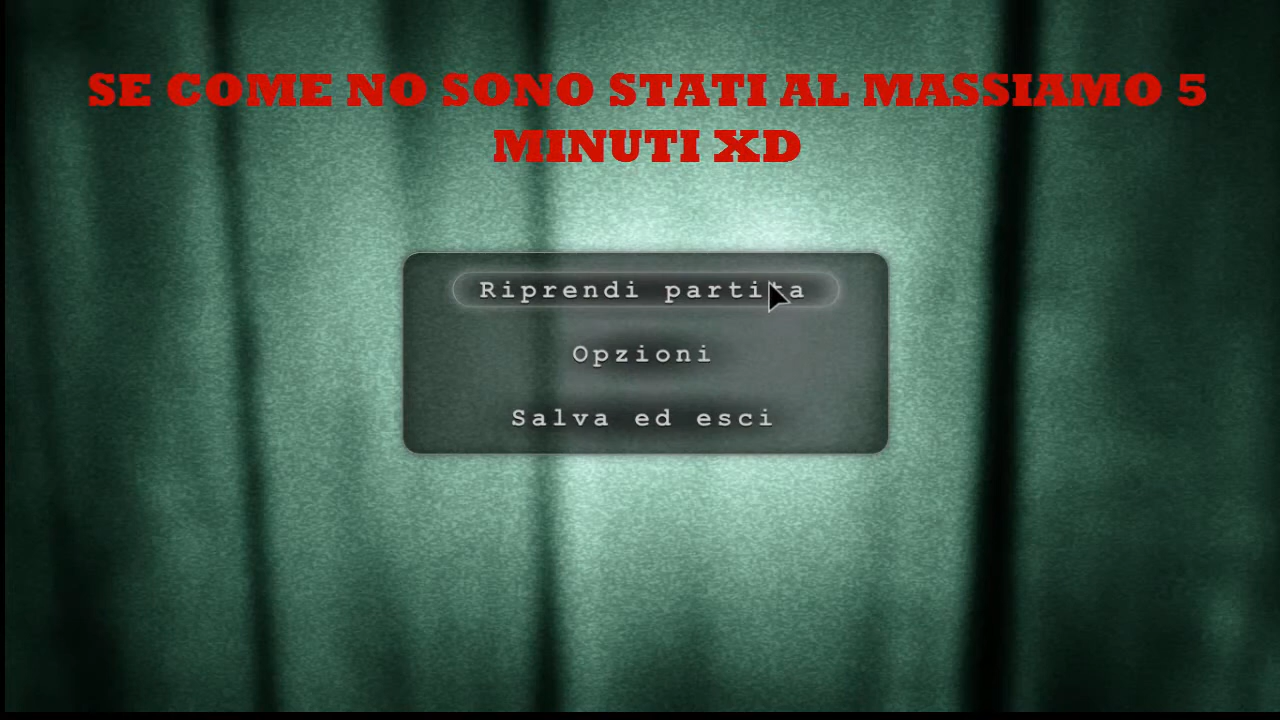 SE COME NO SONO STATI AL MASSIAMO 5
MINUTI XD
Riprendi partita
Opzioni
Salva ed esci